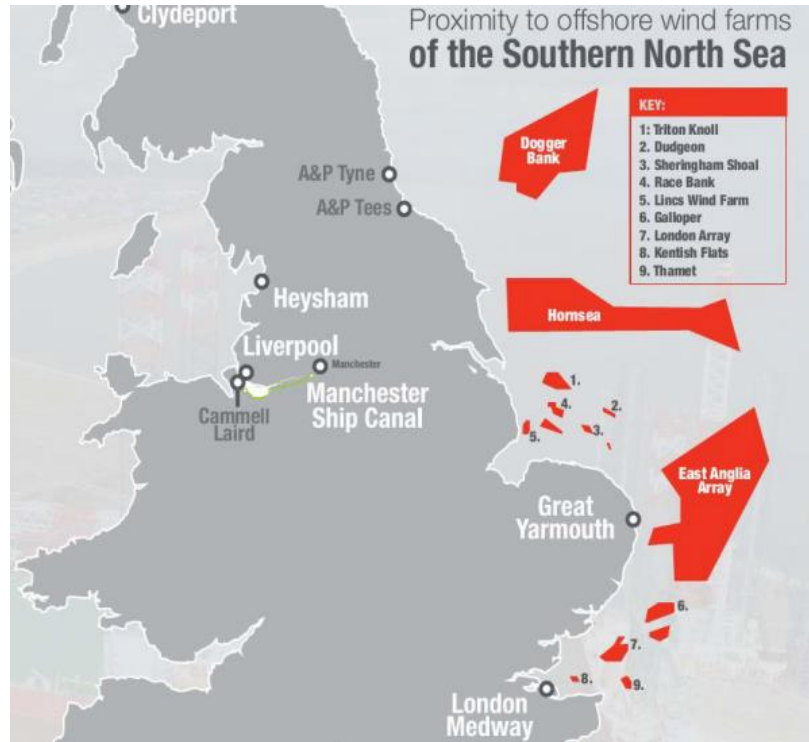 Proximity to offshore wind farms
of the Southern North Sea
Clydeport
KEY:
1: Triton Knoll
2. Dudgeon
3. Sheringham Shoal
4. Race Bank
5. Lincs Wind Farm
6. Galloper
7. London Array
8. Kentish Flats
9. Thamet
Dogger
Bank
A&P Tyne
A&P Tees
Heysham
Hornsea
Liverpool
Manchester
Manchester
Ship Canal
Cammell
Laird
1.
4.
2.
5.
3.
East Anglia
Array
Great
Yarmouth
6.
7.
8.
9.
London
Medway